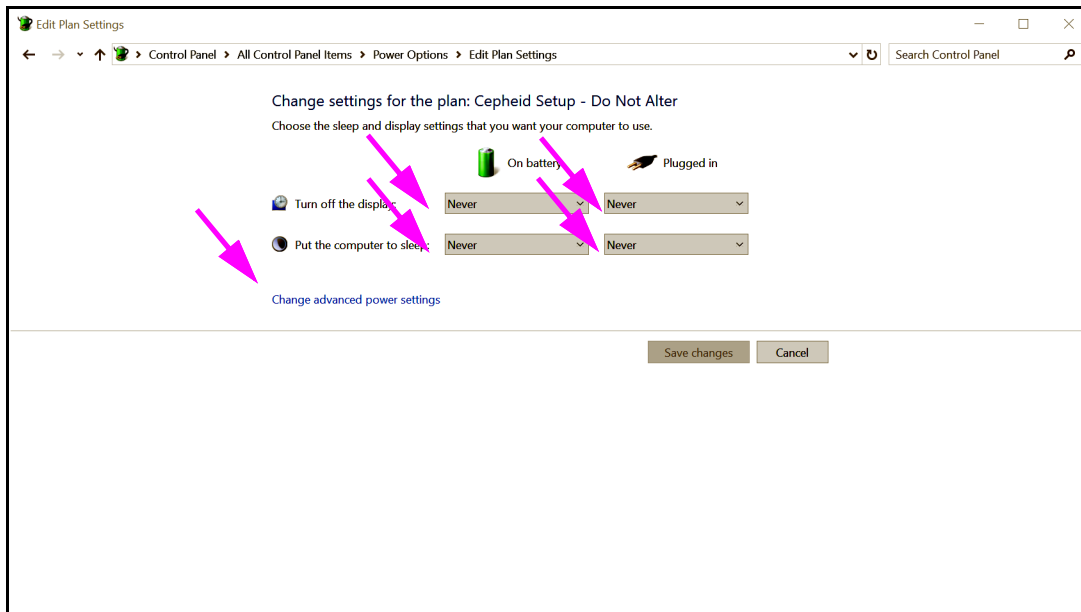 Edit Plan Settings
Control Panel > All Control Panel Items > Power Options > Edit Plan Settings
Search Control Panel
Change settings for the plan: Cepheid Setup - Do Not Alter
Choose the sleep and display settings that you want your computer to use.
On battery
Plugged in
Turn off the display:
Never
Never
Put the computer to sleep:
Never
Never
Change advanced power settings
Save changes
Cancel